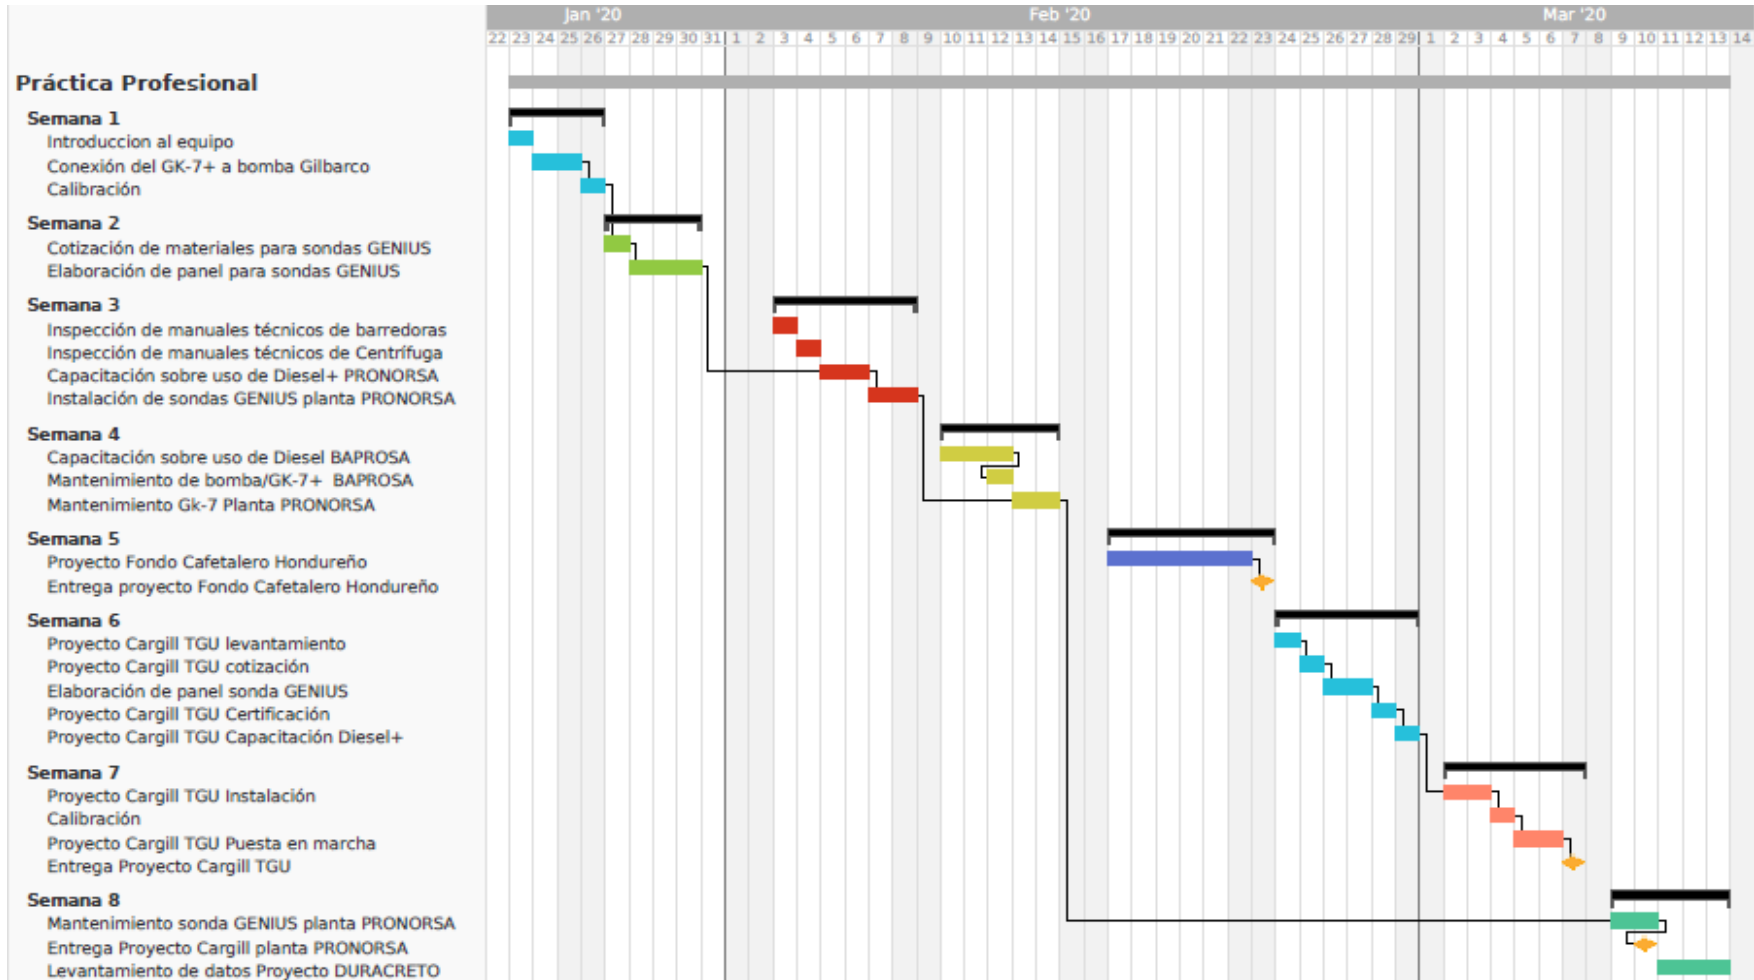 Jan '20 Feb '20 Mar '20
22 23 24 25 26 27 28 29 30 31 1 2 3 4 5 6 7 8 9 10 11 12 13 14 15 16 17 18 19 20 21 22 23 24 25 26 27 28 29 1 2 3 4 5 6 7 8 9 10 11 12 13 14
Práctica Profesional
Semana 1
Introduccion al equipo
Conexión del GK-7+ a bomba Gilbarco
Calibración
Semana 2
Cotización de materiales para sondas GENIUS
Elaboración de panel para sondas GENIUS
Semana 3
Inspección de manuales técnicos de barredoras
Inspección de manuales técnicos de Centrífuga
Capacitación sobre uso de Diesel+ PRONORSA
Instalación de sondas GENIUS planta PRONORSA
Semana 4
Capacitación sobre uso de Diesel BAPROSA
Mantenimiento de bomba/GK-7+ BAPROSA
Mantenimiento Gk-7 Planta PRONORSA
Semana 5
Proyecto Fondo Cafetalero Hondureño
Entrega proyecto Fondo Cafetalero Hondureño
Semana 6
Proyecto Cargill TGU levantamiento
Proyecto Cargill TGU cotización
Elaboración de panel sonda GENIUS
Proyecto Cargill TGU Certificación
Proyecto Cargill TGU Capacitación Diesel+
Semana 7
Proyecto Cargill TGU Instalación
Calibración
Proyecto Cargill TGU Puesta en marcha
Entrega Proyecto Cargill TGU
Semana 8
Mantenimiento sonda GENIUS planta PRONORSA
Entrega Proyecto Cargill planta PRONORSA
Levantamiento de datos Proyecto DURACRETO